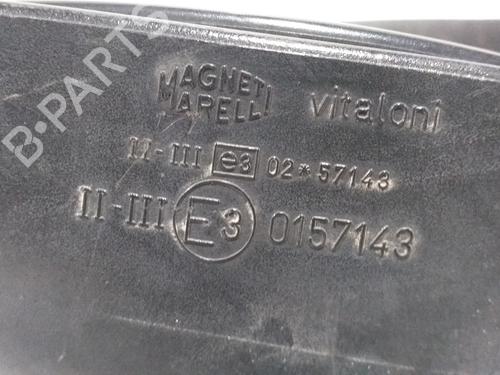 MAGNETI
MARELLI
vitaloni
II-III e3 02*57143
II-III E3 0157143
B-PARTS